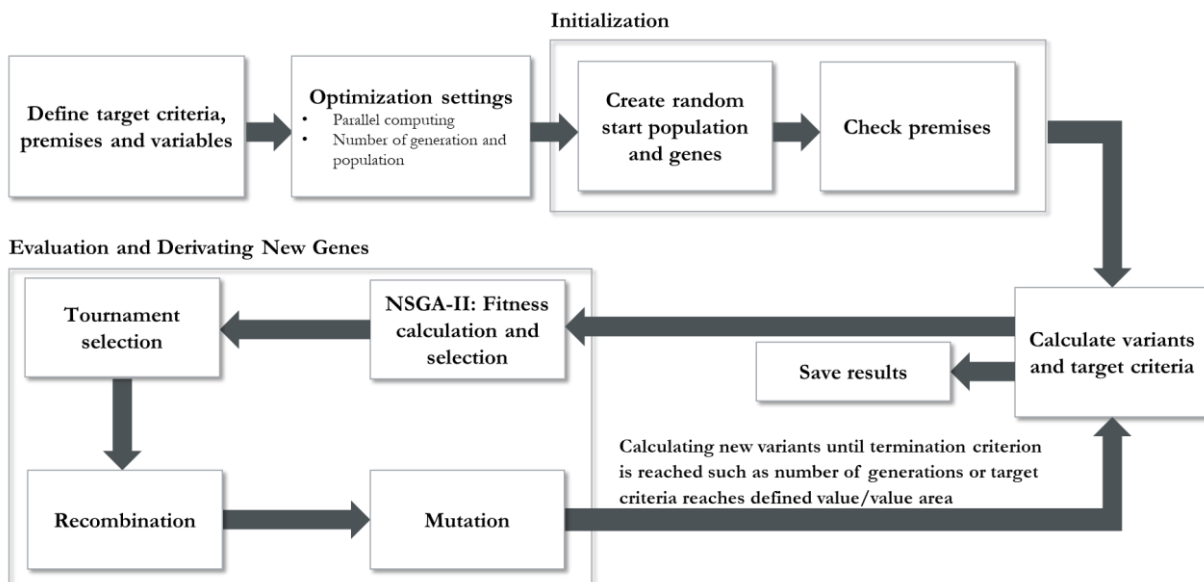 Initialization
Define target criteria,
premises and variables
Optimization settings
• Parallel computing
• Number of generation and
population
Create random
start population
and genes
Check premises
Evaluation and Derivating New Genes
Tournament
selection
NSGA-II: Fitness
calculation and
selection
Calculate variants
and target criteria
Save results
Calculating new variants until termination criterion
is reached such as number of generations or target
criteria reaches defined value/value area
Recombination
Mutation